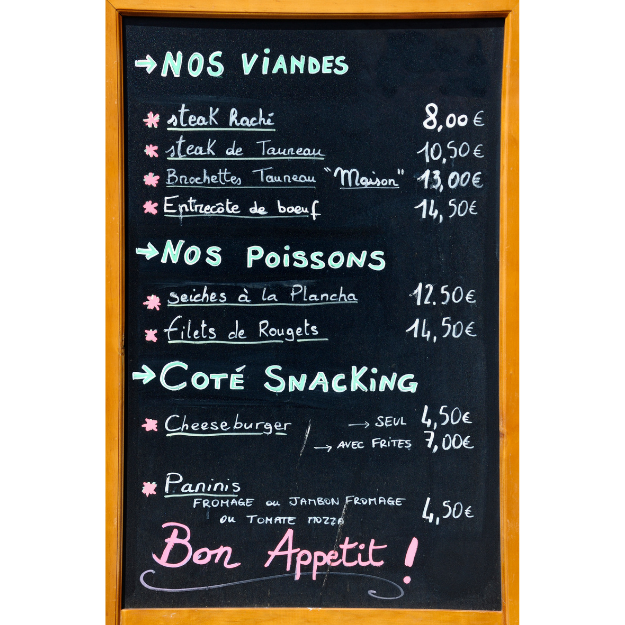 → NOS VIANDES
* steak Haché 8,00€
* steak de Taureau 10,50€
* Brochettes Taureau "Maison" 13,00€
* Entrecôte de boeuf 14,50€
→ NOS POISSONS
* seiches à la Plancha 12.50€
* filets de Rougets 14,50€
→ COTÉ SNACKING
* Cheeseburger → SEUL 4,50€
/ → AVEC FRITES 7,00€
* Paninis
FROMAGE ou JAMBON FROMAGE 4,50€
OU TOMATE MOZZA
Bon Appétit !